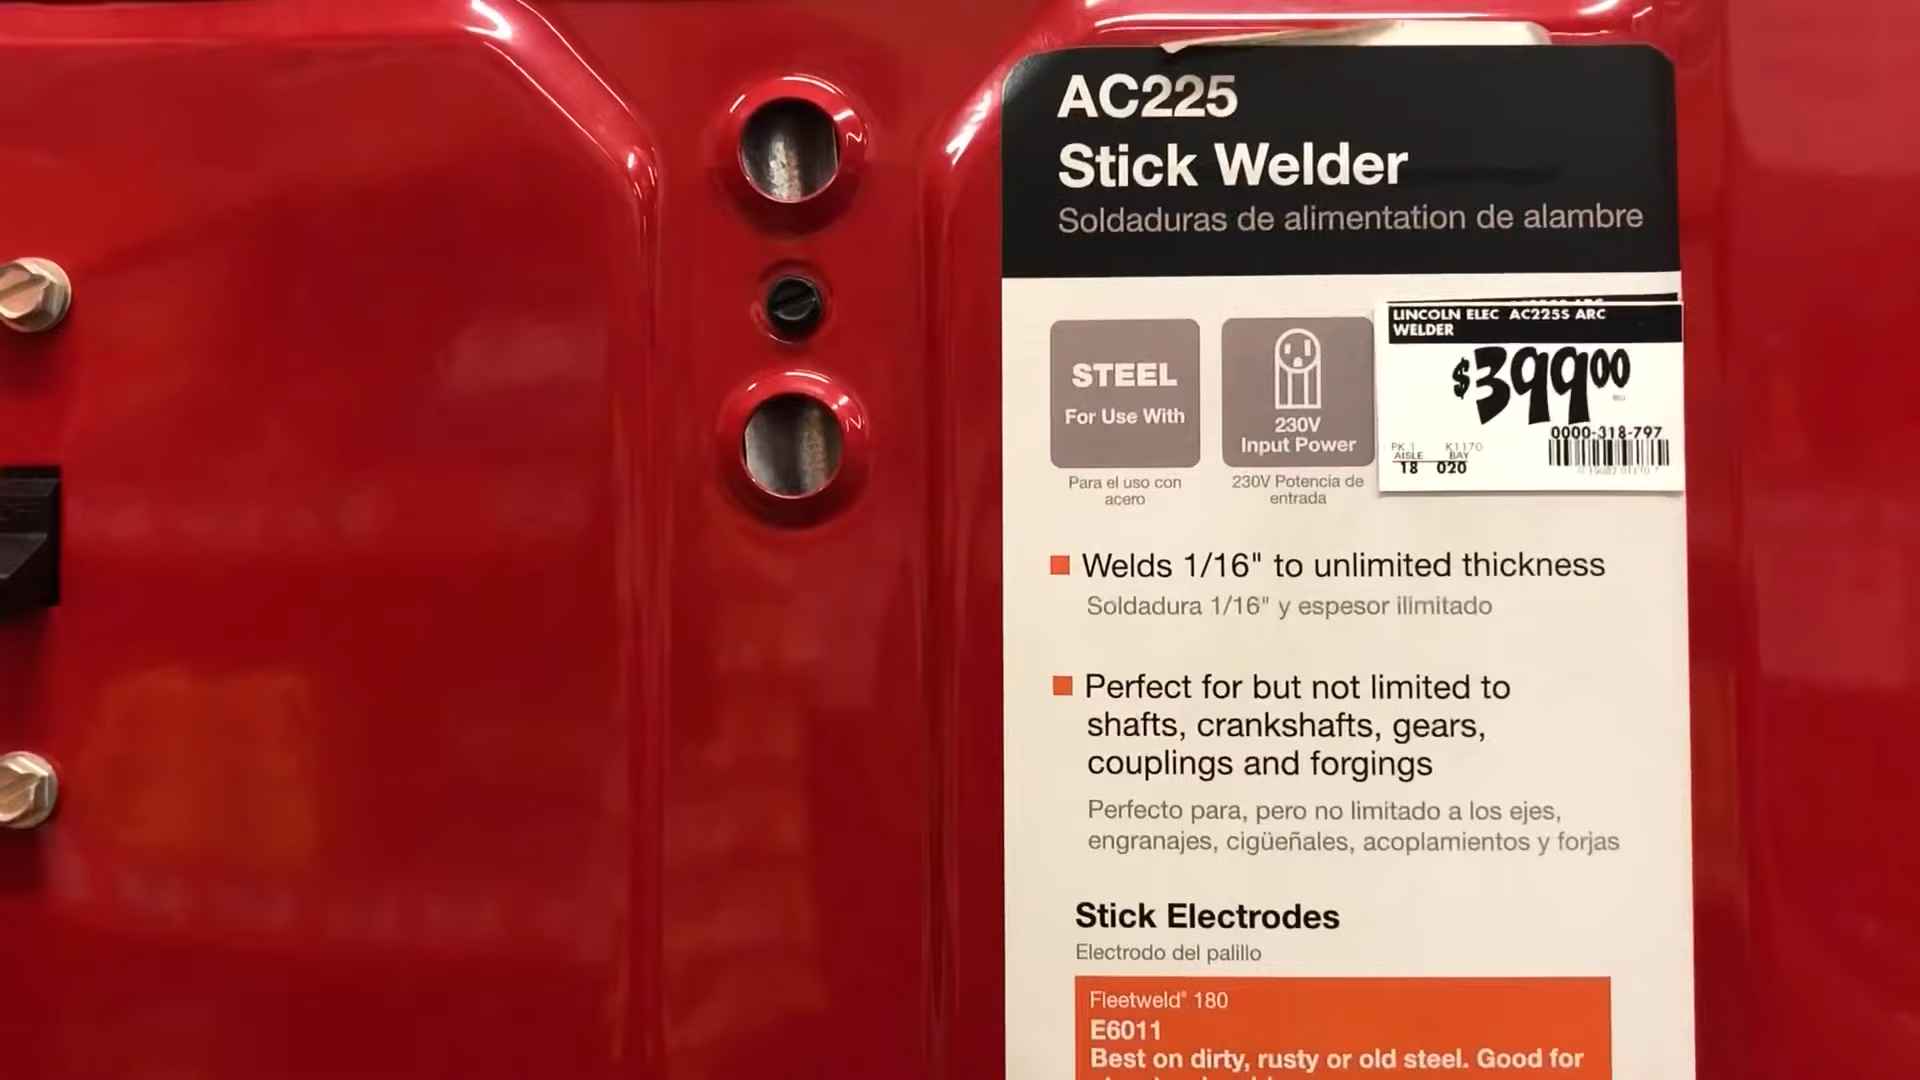 AC225
Stick Welder
Soldaduras de alimentation de alambre
STEEL
For Use With
Para el uso con
acero
230V
Input Power
230V Potencia de
entrada
LINCOLN ELEC AC225S ARC
WELDER
$39900
0000-318-797
PK 1 K1170
AISLE BAY
18 020
Welds 1/16" to unlimited thickness
Soldadura 1/16" y espesor ilimitado
Perfect for but not limited to
shafts, crankshafts, gears,
couplings and forgings
Perfecto para, pero no limitado a los ejes,
engranajes, cigüeñales, acoplamientos y forjas
Stick Electrodes
Electrodo del palillo
Fleetweld® 180
E6011
Best on dirty, rusty or old steel. Good for